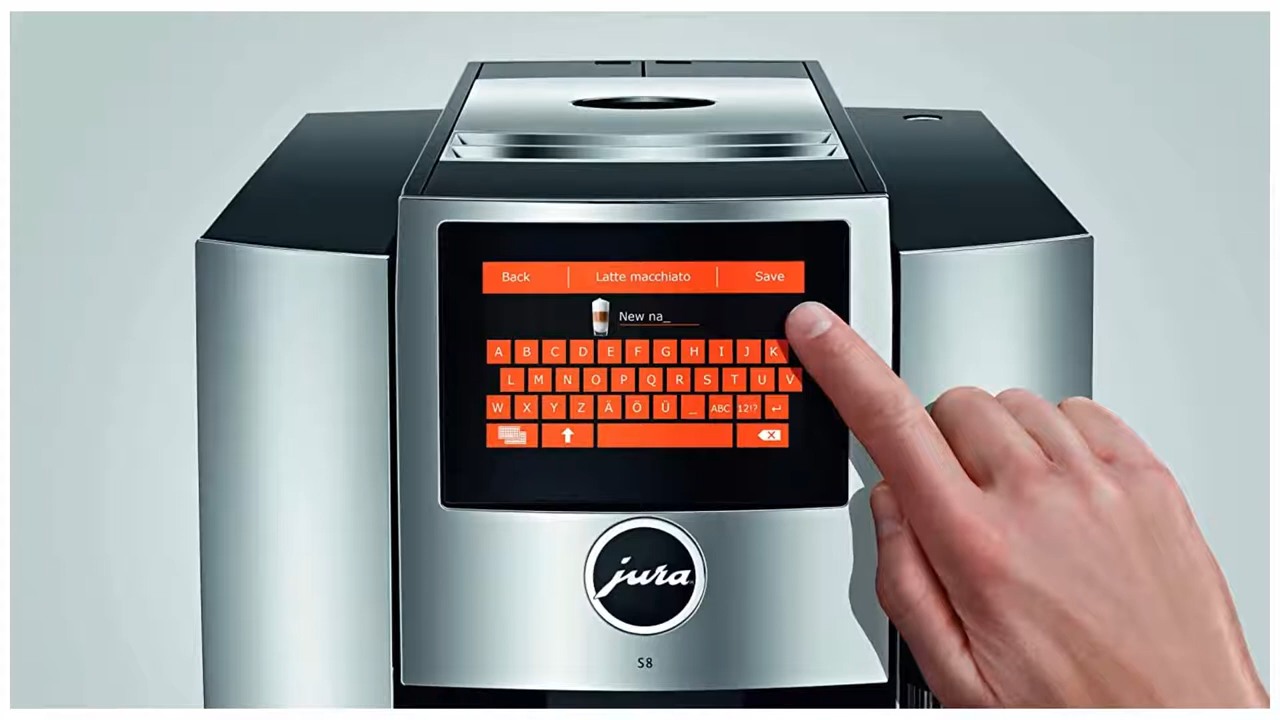 Back Latte macchiato Save
New na_
A B C D E F G H I J K
L M N O P Q R S T U V
W X Y Z Ä Ö Ü _ ABC 12!?
jura
S8